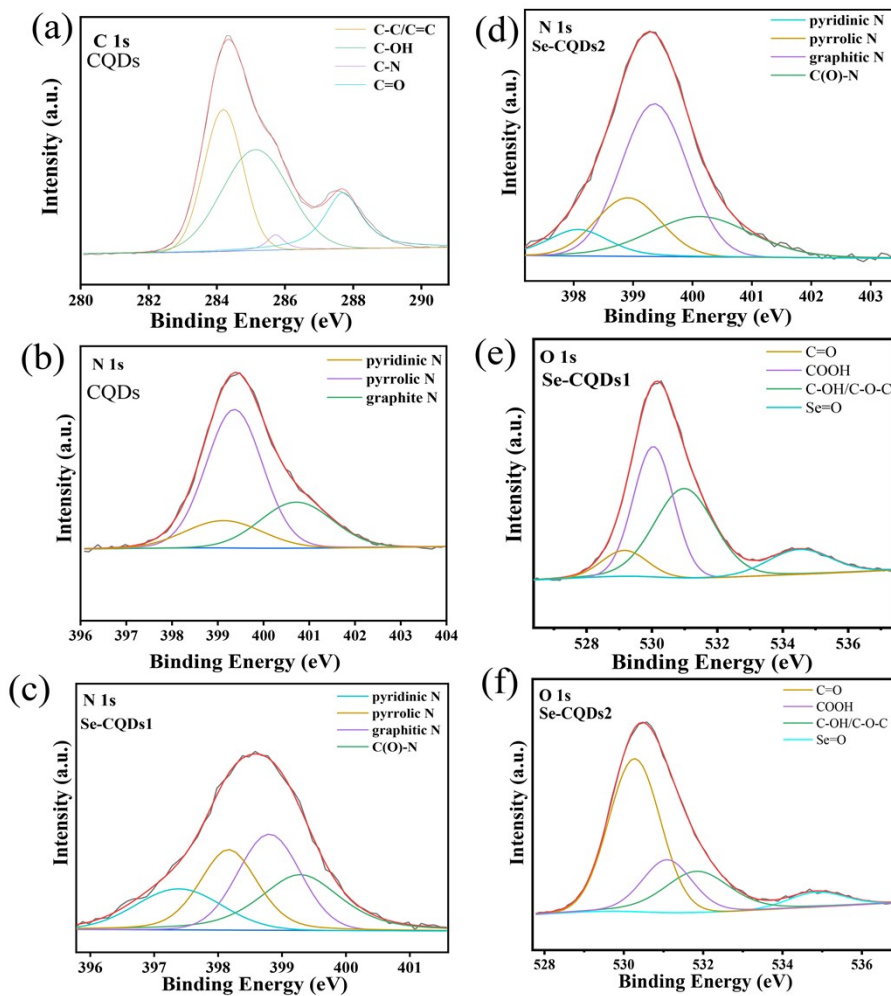 (a)
C 1s
CQDs
C-C/C=C
C-OH
C-N
C=O
Intensity (a.u.)
280 282 284 286 288 290
Binding Energy (eV)
(b)
N 1s
CQDs
pyridinic N
pyrrolic N
graphite N
Intensity (a.u.)
396 397 398 399 400 401 402 403 404
Binding Energy (eV)
(c)
N 1s
Se-CQDs1
pyridinic N
pyrrolic N
graphitic N
C(O)-N
Intensity (a.u.)
396 397 398 399 400 401
Binding Energy (eV)
(d)
N 1s
Se-CQDs2
pyridinic N
pyrrolic N
graphitic N
C(O)-N
Intensity (a.u.)
398 399 400 401 402 403
Binding Energy (eV)
(e)
O 1s
Se-CQDs1
C=O
COOH
C-OH/C-O-C
Se=O
Intensity (a.u.)
528 530 532 534 536
Binding Energy (eV)
(f)
O 1s
Se-CQDs2
C=O
COOH
C-OH/C-O-C
Se=O
Intensity (a.u.)
528 530 532 534 536
Binding Energy (eV)